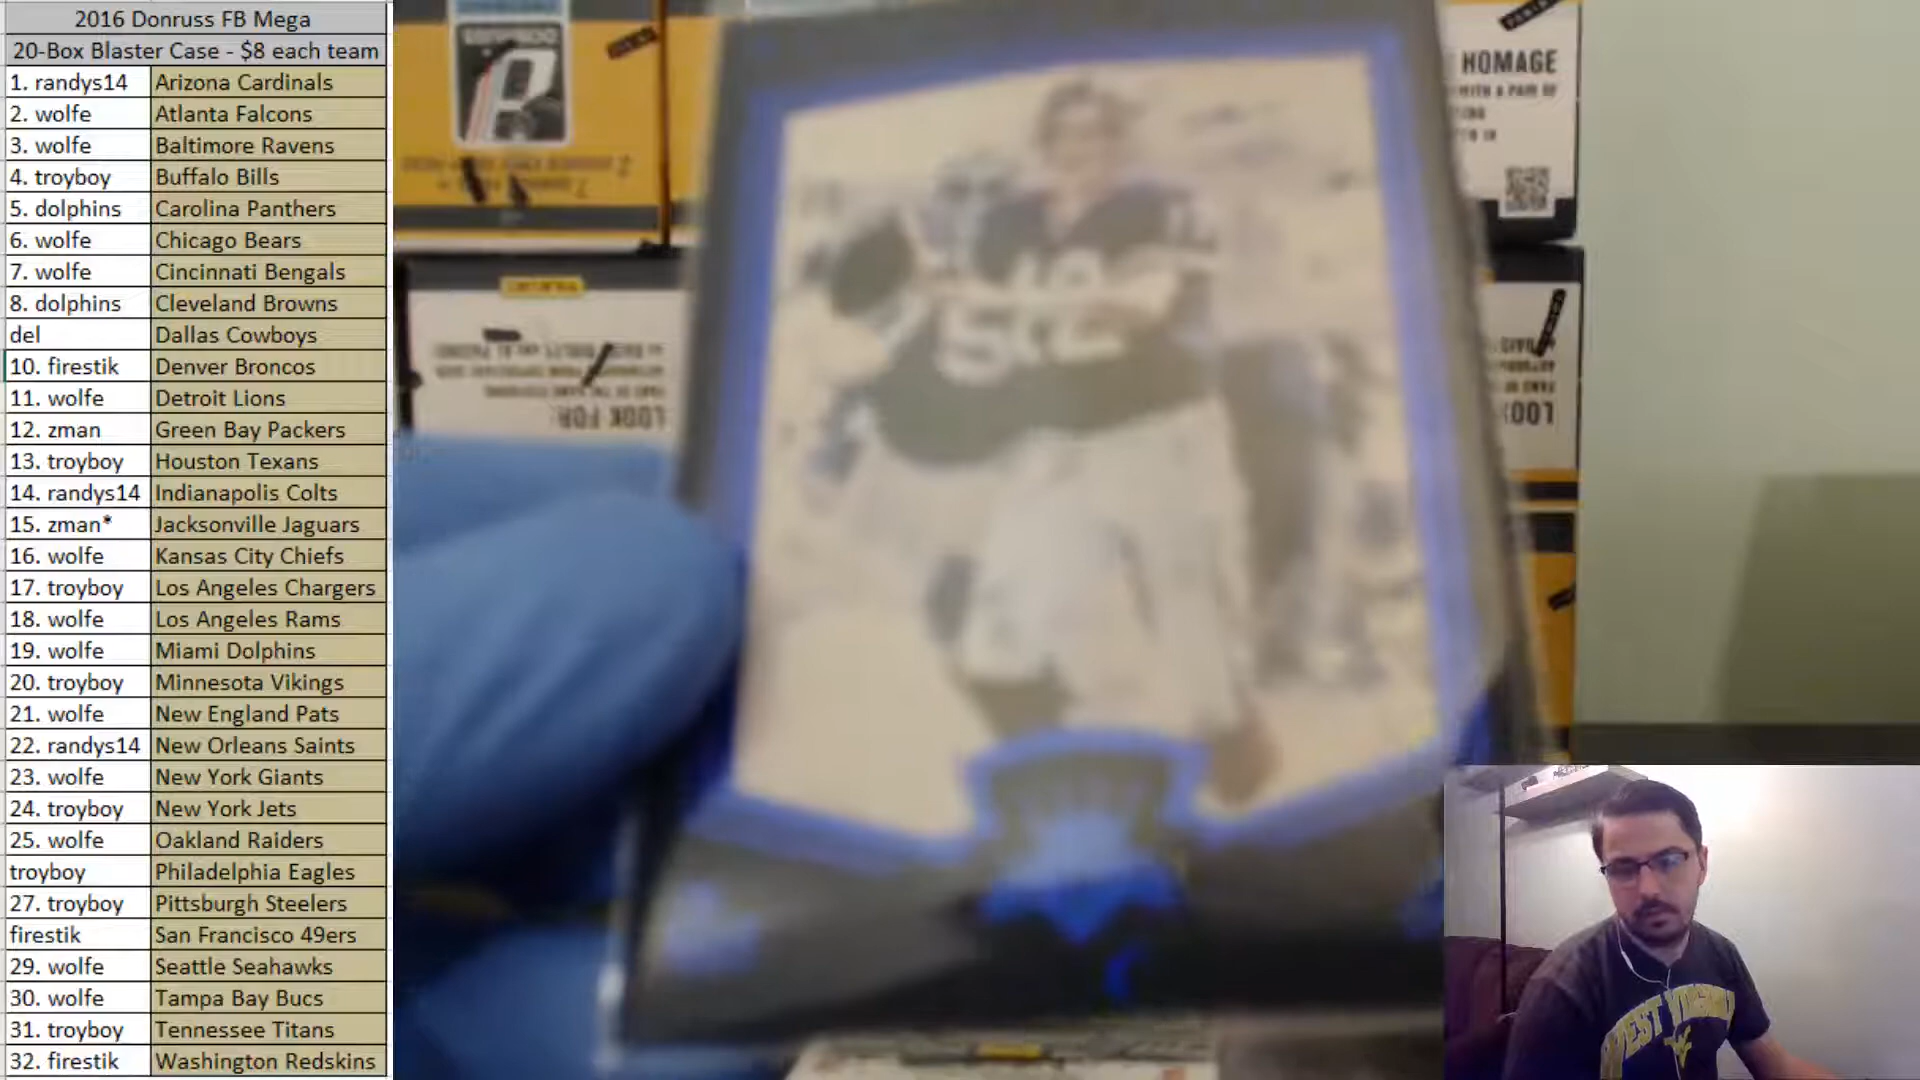 2016 Donruss FB Mega
20-Box Blaster Case - $8 each team
1. randys14 Arizona Cardinals
2. wolfe Atlanta Falcons
3. wolfe Baltimore Ravens
4. troyboy Buffalo Bills
5. dolphins Carolina Panthers
6. wolfe Chicago Bears
7. wolfe Cincinnati Bengals
8. dolphins Cleveland Browns
del Dallas Cowboys
10. firestik Denver Broncos
11. wolfe Detroit Lions
12. zman Green Bay Packers
13. troyboy Houston Texans
14. randys14 Indianapolis Colts
15. zman* Jacksonville Jaguars
16. wolfe Kansas City Chiefs
17. troyboy Los Angeles Chargers
18. wolfe Los Angeles Rams
19. wolfe Miami Dolphins
20. troyboy Minnesota Vikings
21. wolfe New England Pats
22. randys14 New Orleans Saints
23. wolfe New York Giants
24. troyboy New York Jets
25. wolfe Oakland Raiders
troyboy Philadelphia Eagles
27. troyboy Pittsburgh Steelers
firestik San Francisco 49ers
29. wolfe Seattle Seahawks
30. wolfe Tampa Bay Bucs
31. troyboy Tennessee Titans
32. firestik Washington Redskins
HOMAGE
WITH A PAIR OF
LOOK FOR:
WEST VIRGINIA